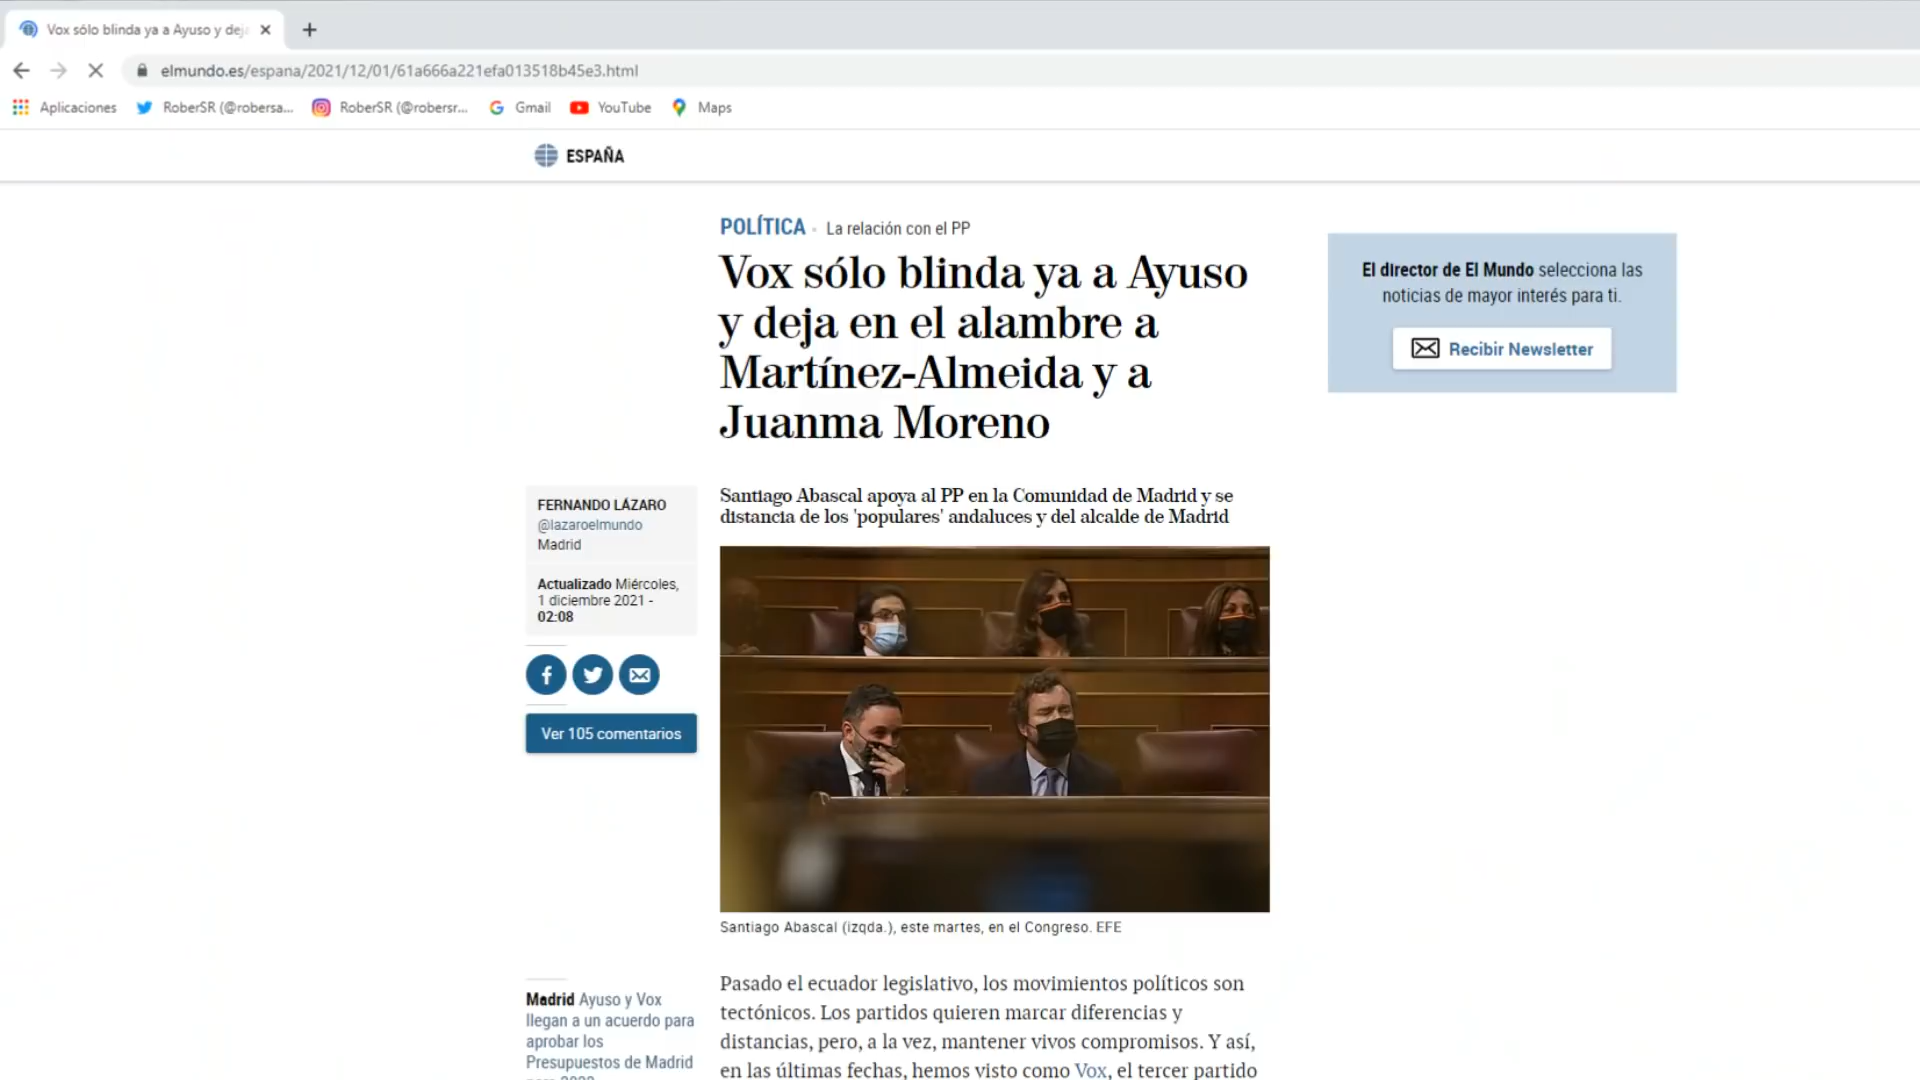 Vox sólo blinda ya a Ayuso y dej
elmundo.es/espana/2021/12/01/61a666a221efa013518b45e3.html
Aplicaciones RoberSR (@robersa... RoberSR (@robersr... Gmail YouTube Maps
ESPAÑA
POLÍTICA La relación con el PP
Vox sólo blinda ya a Ayuso
y deja en el alambre a
Martínez-Almeida y a
Juanma Moreno
El director de El Mundo selecciona las
noticias de mayor interés para ti.
Recibir Newsletter
Santiago Abascal apoya al PP en la Comunidad de Madrid y se
distancia de los 'populares' andaluces y del alcalde de Madrid
FERNANDO LÁZARO
@lazaroelmundo
Madrid
Actualizado Miércoles,
1 diciembre 2021 -
02:08
Ver 105 comentarios
Santiago Abascal (izqda.), este martes, en el Congreso. EFE
Madrid Ayuso y Vox
llegan a un acuerdo para
aprobar los
Presupuestos de Madrid
Pasado el ecuador legislativo, los movimientos políticos son
tectónicos. Los partidos quieren marcar diferencias y
distancias, pero, a la vez, mantener vivos compromisos. Y así,
en las últimas fechas, hemos visto como Vox, el tercer partido